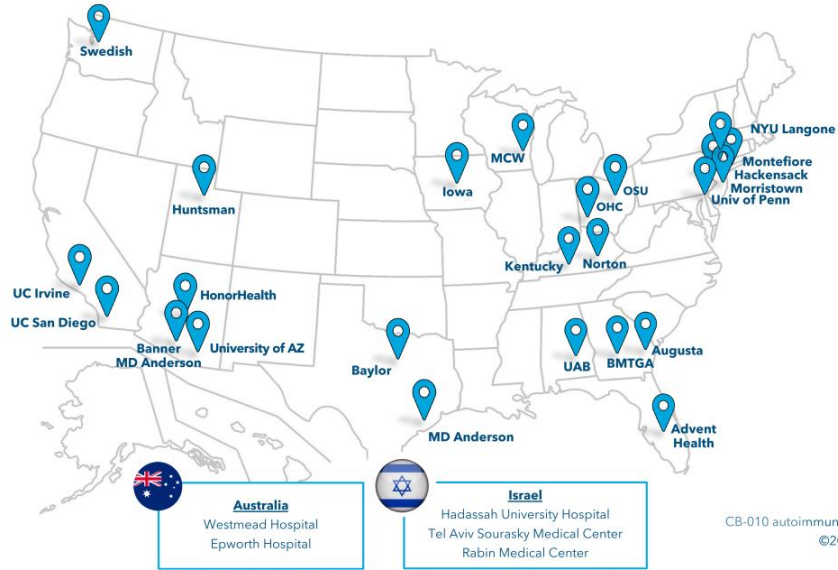 Swedish
NYU Langone
MCW
Montefiore
Hackensack
Iowa
OSU
Morristown
Univ of Penn
Huntsman
OHC
Kentucky
Norton
UC Irvine
HonorHealth
UC San Diego
Banner
MD Anderson
University of AZ
Baylor
UAB
BMTGA
Augusta
MD Anderson
Advent
Health
Australia
Westmead Hospital
Epworth Hospital
Israel
Hadassah University Hospital
Tel Aviv Sourasky Medical Center
Rabin Medical Center
CB-010